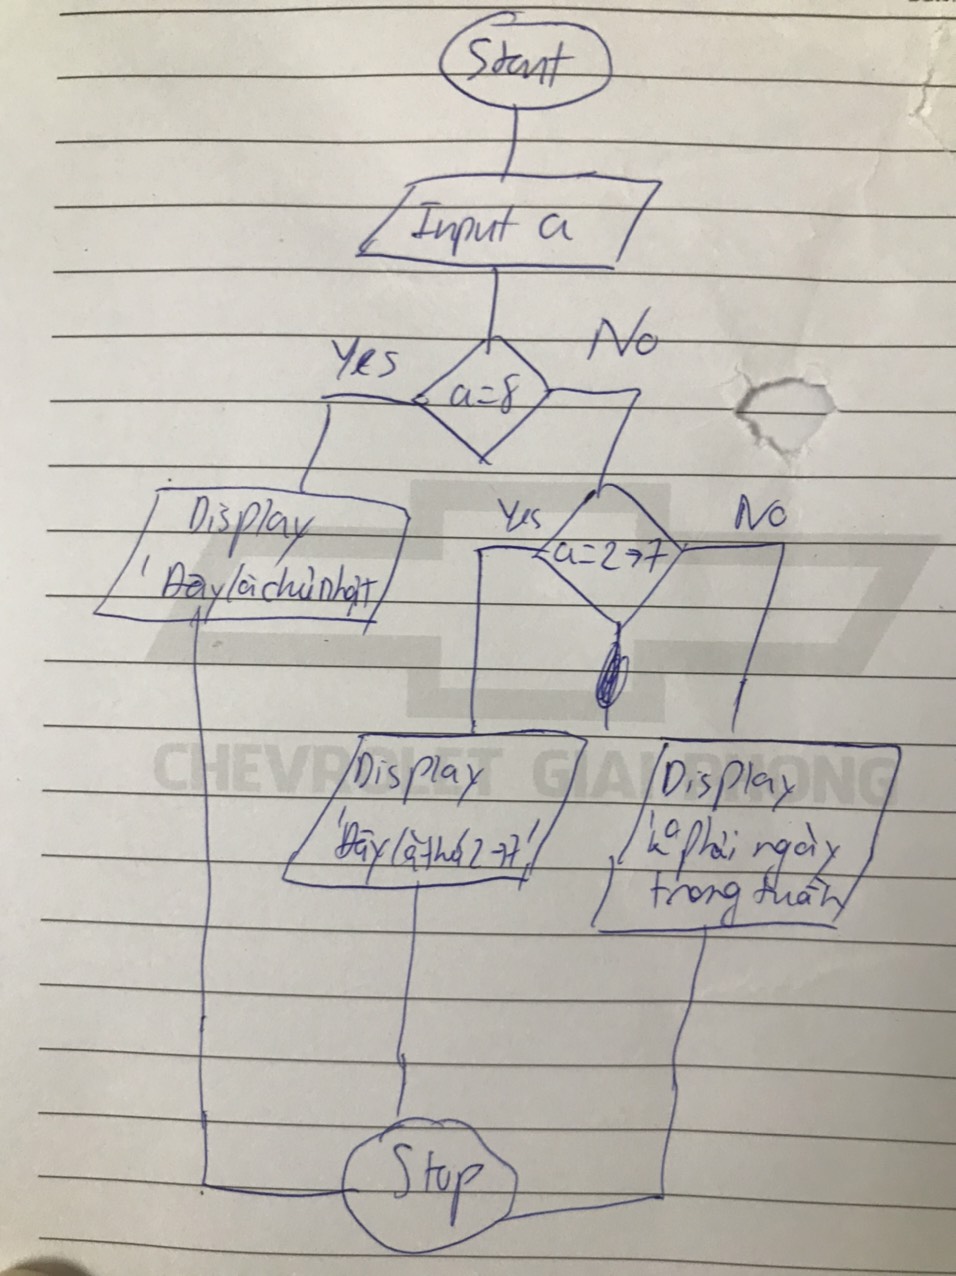 Start
Input a
Yes
No
a=8
Display
'Đây là chủ nhật
Yes
No
a=2→7
CHEVROLET GIAI PHONG
Display
'Đây là thứ 2→7'
Display
'k° phải ngày
trong tuần
Stop